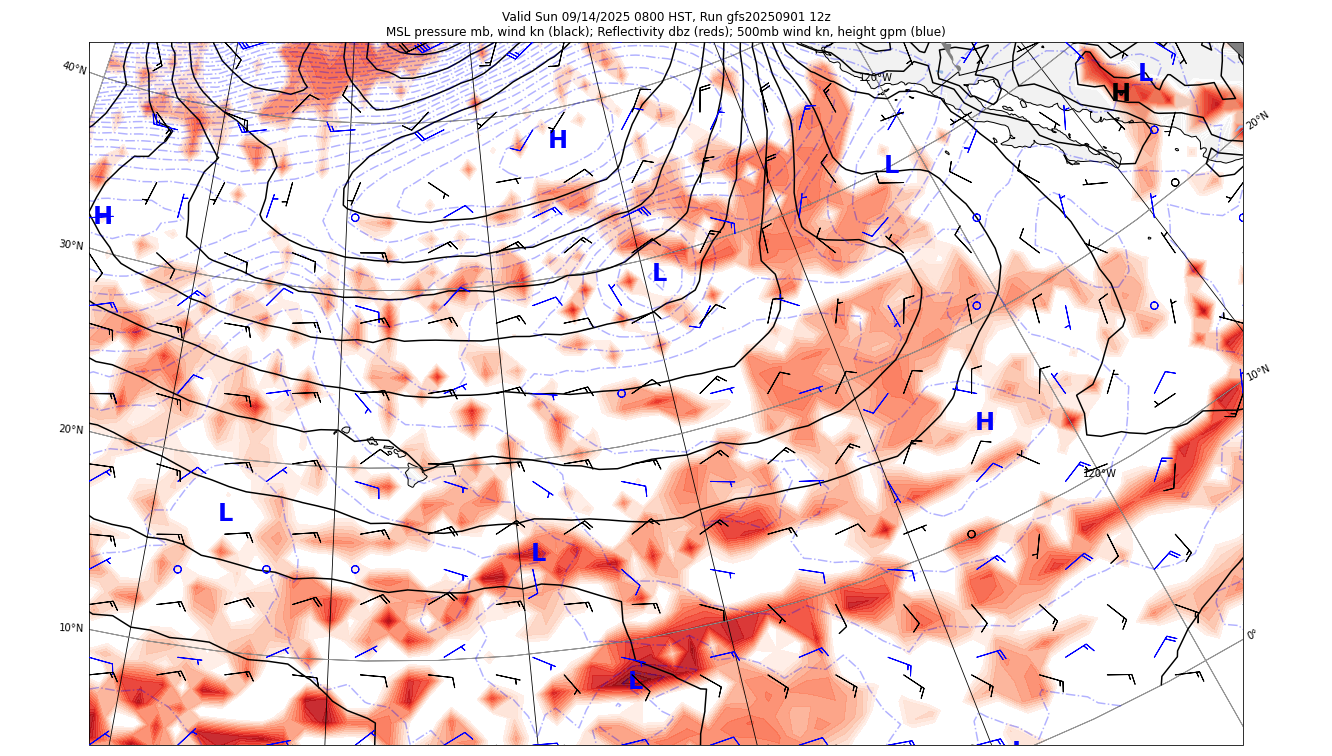 Valid Sun 09/14/2025 0800 HST, Run gfs20250901 12z
MSL pressure mb, wind kn (black); Reflectivity dbz (reds); 500mb wind kn, height gpm (blue)
40°N
120°W
L
H
20°N
H
L
H
30°N
L
10°N
20°N
H
120°W
L
L
10°N
0°
L